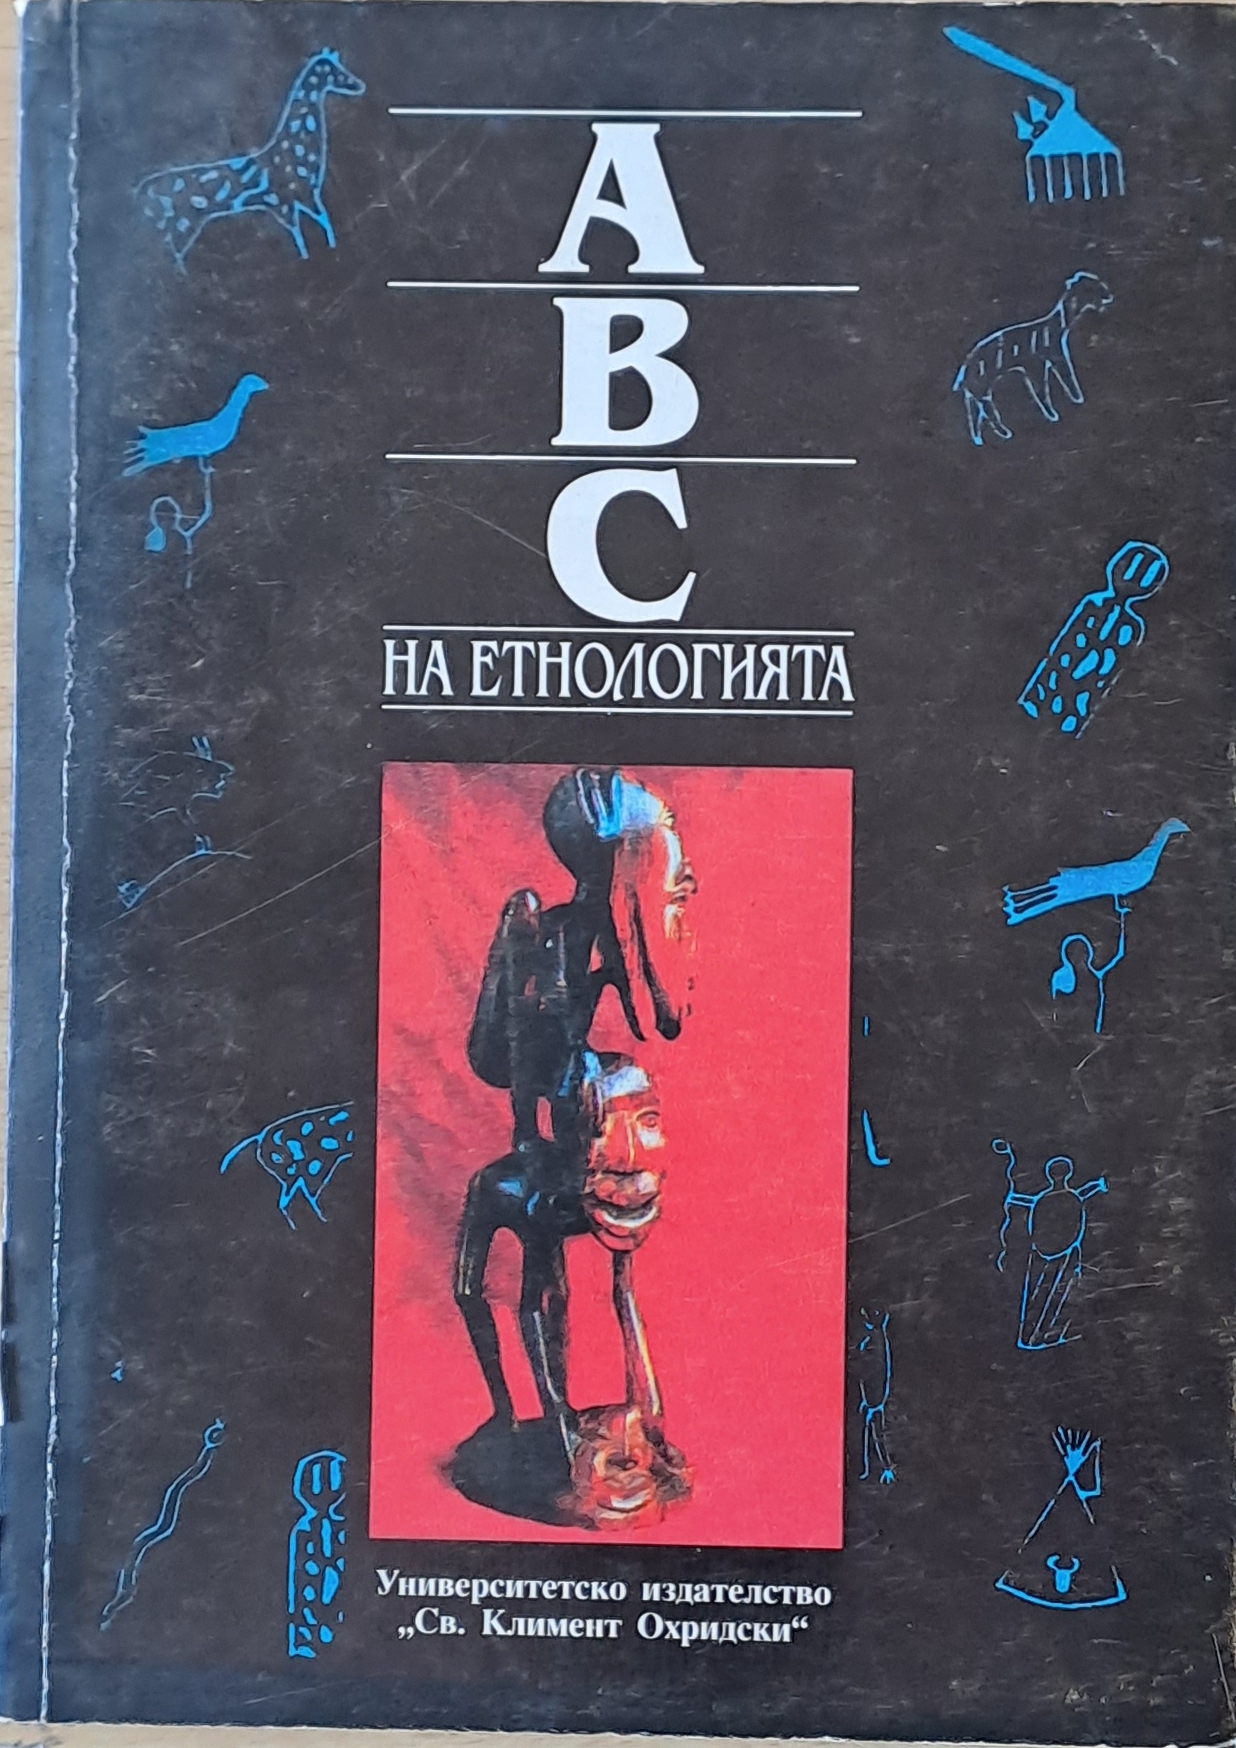 A
B
C
НА ЕТНОЛОГИЯТА
Университетско издателство
„Св. Климент Охридски“